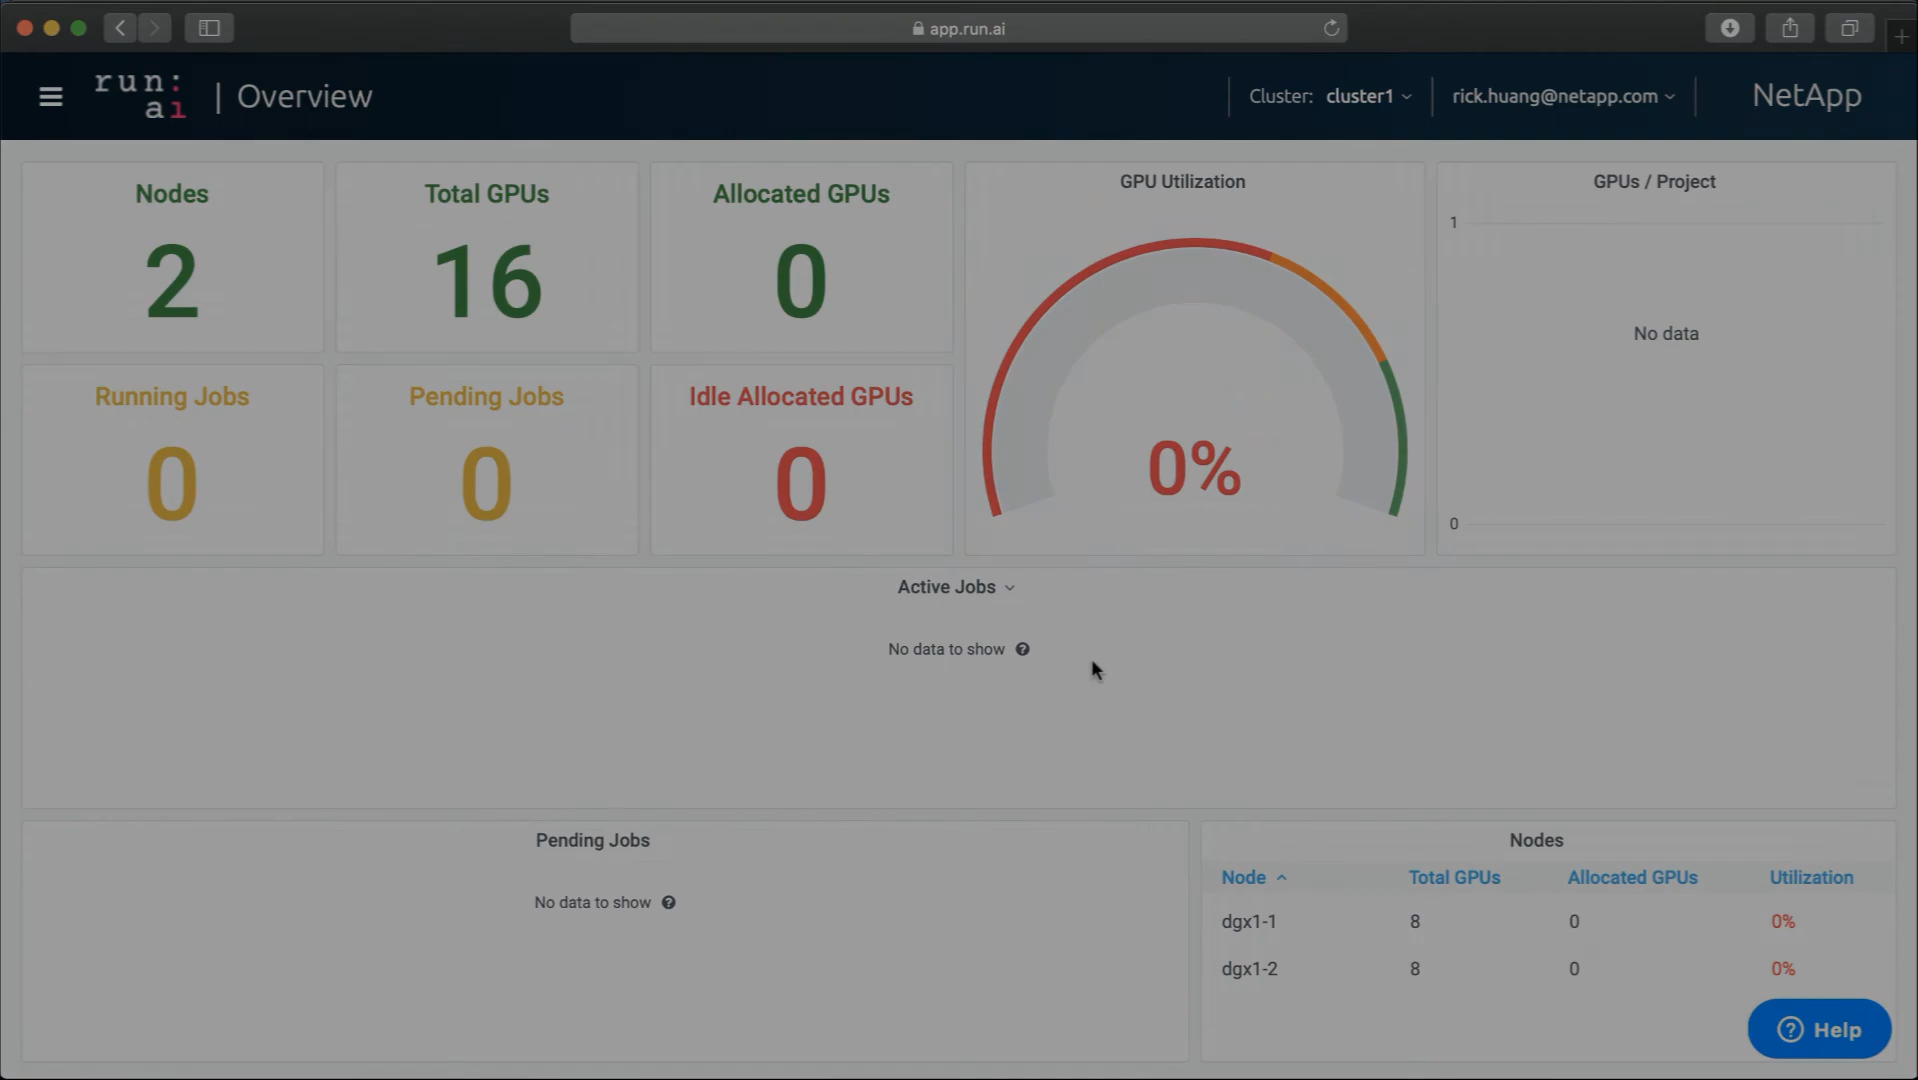 app.run.ai
run:
ai
| Overview
Cluster: cluster1
rick.huang@netapp.com
NetApp
Nodes
2
Total GPUs
16
Allocated GPUs
0
GPU Utilization
0%
GPUs / Project
1
No data
0
Running Jobs
0
Pending Jobs
0
Idle Allocated GPUs
0
Active Jobs
No data to show ?
Pending Jobs
No data to show ?
Nodes
Node Total GPUs Allocated GPUs Utilization
dgx1-1 8 0 0%
dgx1-2 8 0 0%
? Help